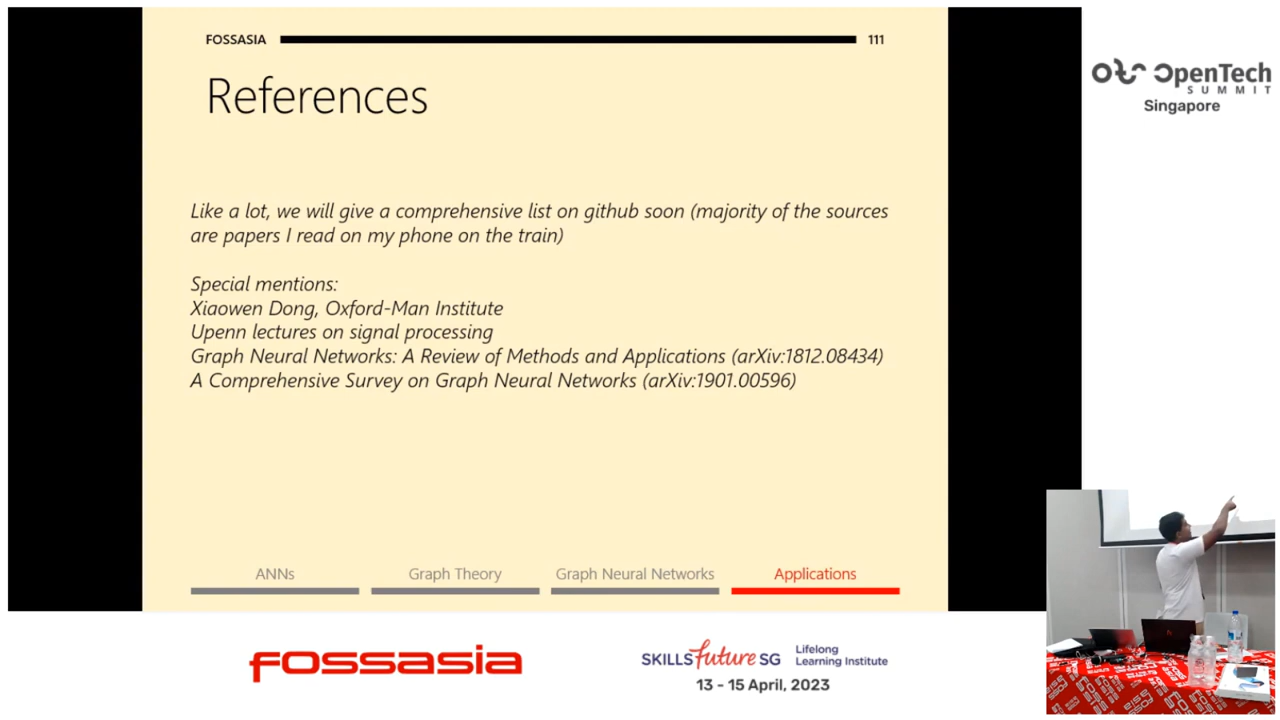 FOSSASIA
111
References
Like a lot, we will give a comprehensive list on github soon (majority of the sources
are papers I read on my phone on the train)
Special mentions:
Xiaowen Dong, Oxford-Man Institute
Upenn lectures on signal processing
Graph Neural Networks: A Review of Methods and Applications (arXiv:1812.08434)
A Comprehensive Survey on Graph Neural Networks (arXiv:1901.00596)
ANNs
Graph Theory
Graph Neural Networks
Applications
OpenTech
SUMMIT
Singapore
fossasia
SKILLSfuture SG
Lifelong
Learning Institute
13 - 15 April, 2023